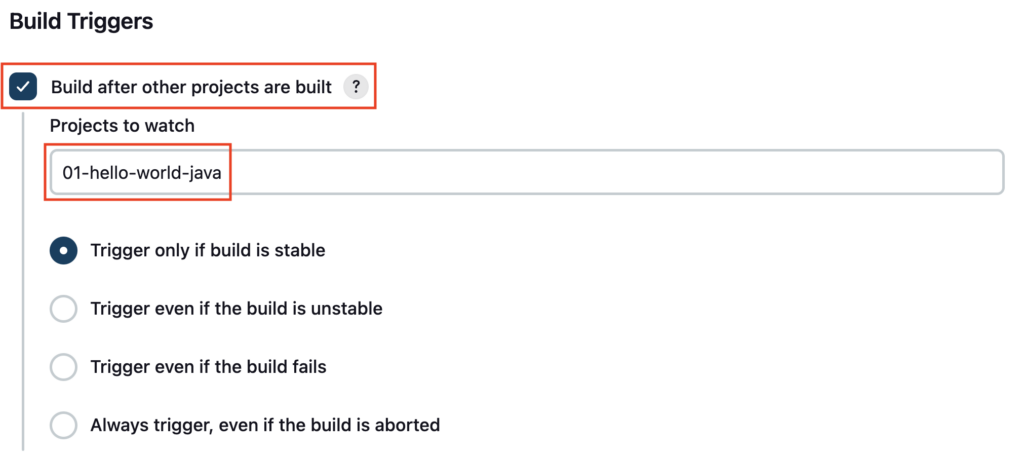 Build Triggers
Build after other projects are built ?
Projects to watch
01-hello-world-java
Trigger only if build is stable
Trigger even if the build is unstable
Trigger even if the build fails
Always trigger, even if the build is aborted